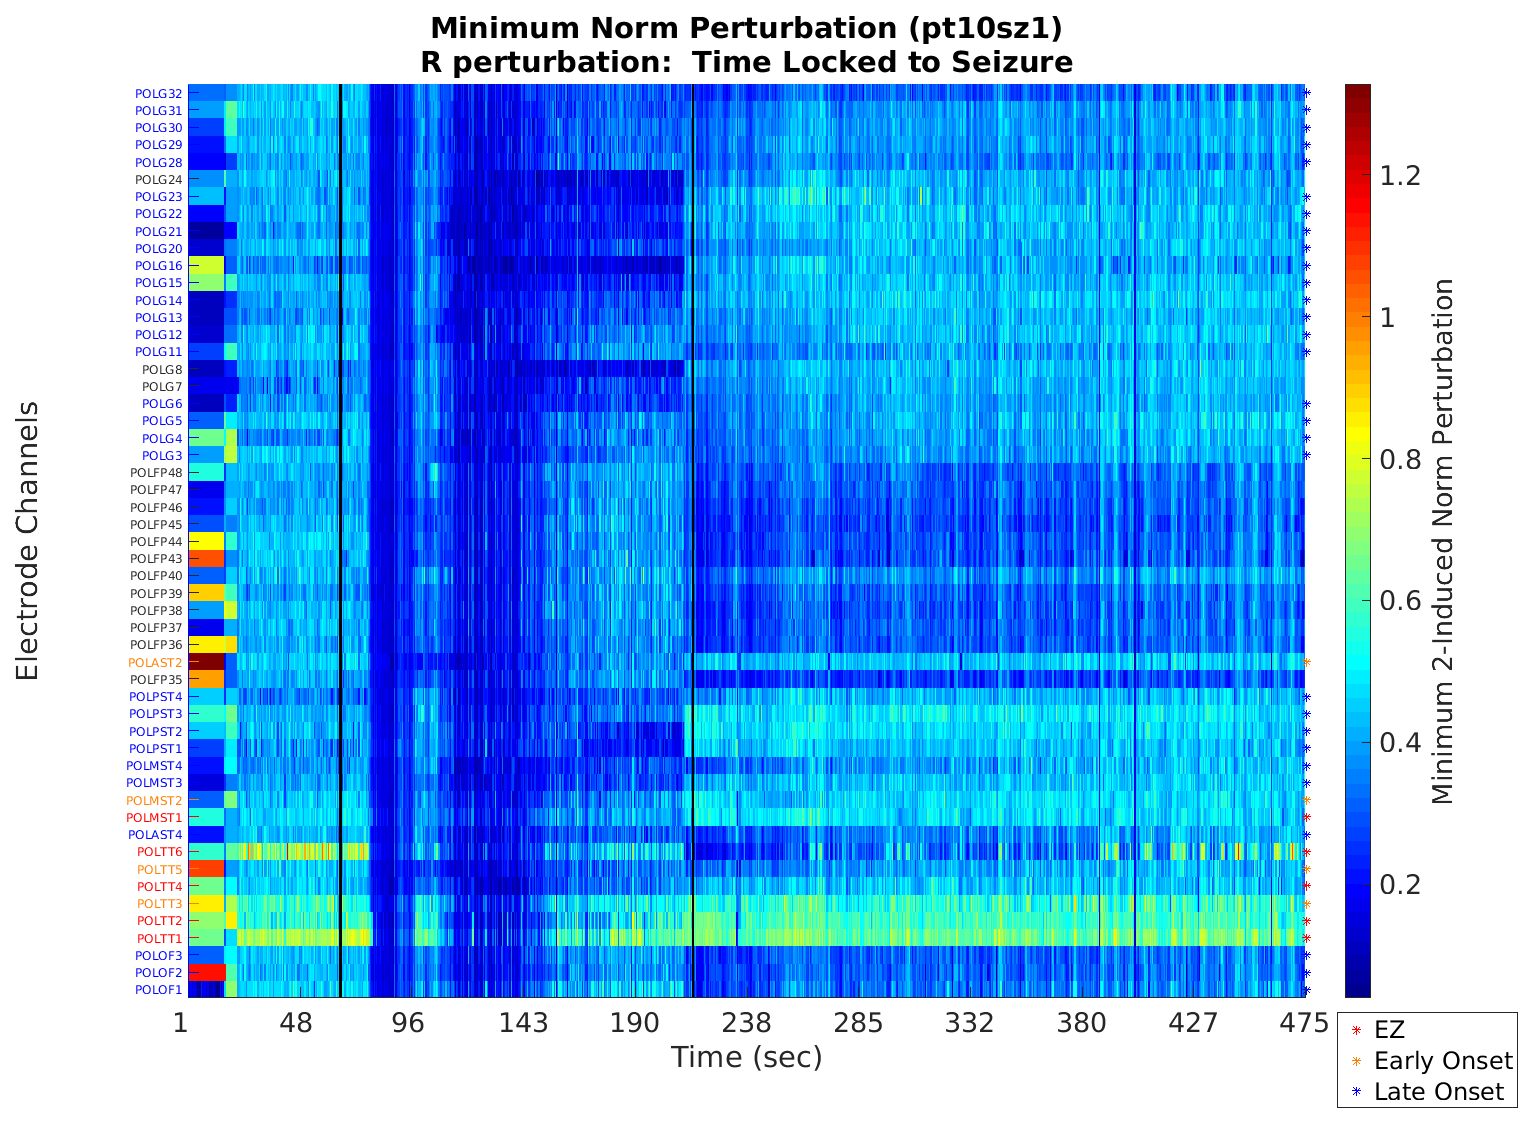 Minimum Norm Perturbation (pt10sz1)
R perturbation:  Time Locked to Seizure
Electrode Channels
POLG32
POLG31
POLG30
POLG29
POLG28
POLG24
POLG23
POLG22
POLG21
POLG20
POLG16
POLG15
POLG14
POLG13
POLG12
POLG11
POLG8
POLG7
POLG6
POLG5
POLG4
POLG3
POLFP48
POLFP47
POLFP46
POLFP45
POLFP44
POLFP43
POLFP40
POLFP39
POLFP38
POLFP37
POLFP36
POLAST2
POLFP35
POLPST4
POLPST3
POLPST2
POLPST1
POLMST4
POLMST3
POLMST2
POLMST1
POLAST4
POLTT6
POLTT5
POLTT4
POLTT3
POLTT2
POLTT1
POLOF3
POLOF2
POLOF1
1 48 96 143 190 238 285 332 380 427 475
Time (sec)
1.2
1
0.8
0.6
0.4
0.2
Minimum 2-Induced Norm Perturbation
EZ
Early Onset
Late Onset